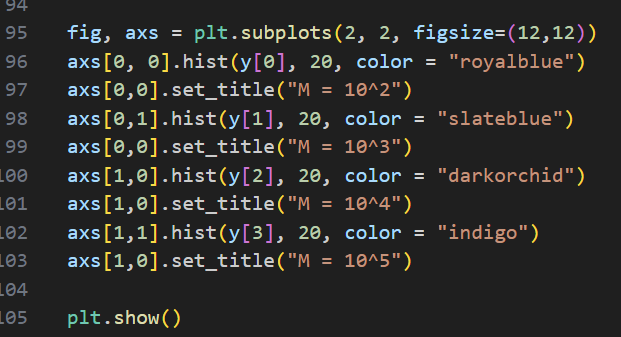 94
95 fig, axs = plt.subplots(2, 2, figsize=(12,12))
96 axs[0, 0].hist(y[0], 20, color = "royalblue")
97 axs[0,0].set_title("M = 10^2")
98 axs[0,1].hist(y[1], 20, color = "slateblue")
99 axs[0,0].set_title("M = 10^3")
100 axs[1,0].hist(y[2], 20, color = "darkorchid")
101 axs[1,0].set_title("M = 10^4")
102 axs[1,1].hist(y[3], 20, color = "indigo")
103 axs[1,0].set_title("M = 10^5")
104
105 plt.show()